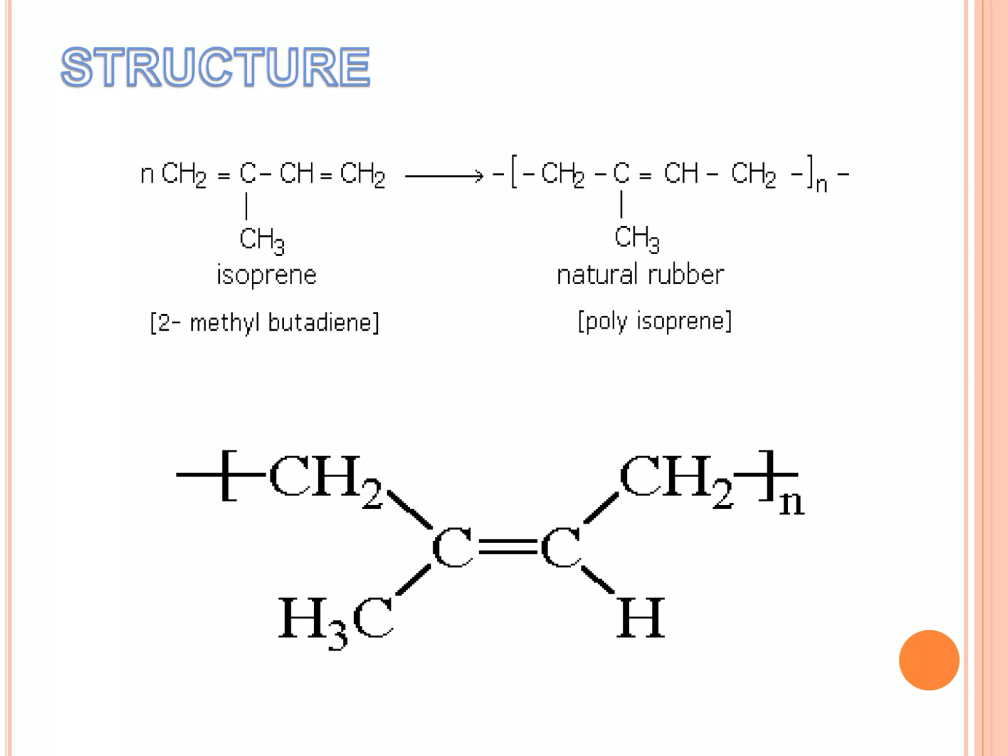 STRUCTURE
n CH2 = C - CH = CH2 ⟶ -[- CH2 - C = CH - CH2 -]n -
| |
CH3 CH3
isoprene natural rubber
[2- methyl butadiene] [poly isoprene]
[CH2 CH2]n
C=C
H3C H